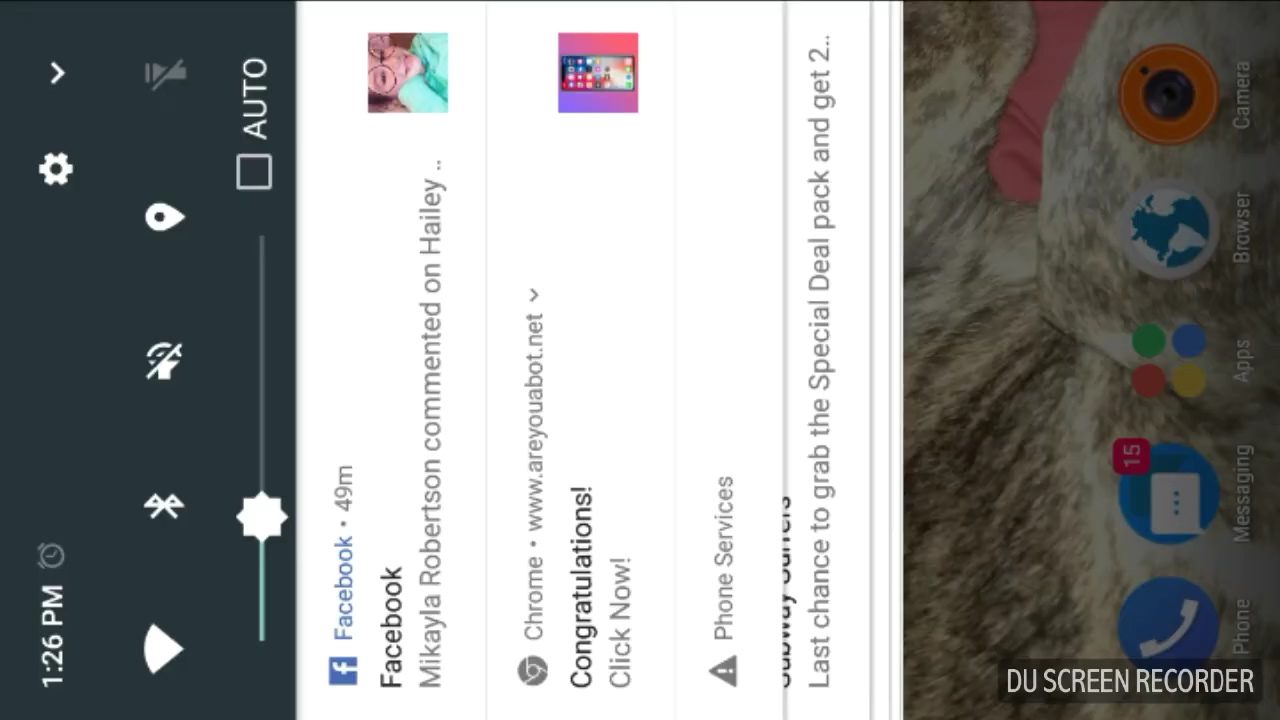 1:26 PM
AUTO
Facebook • 49m
Facebook
Mikayla Robertson commented on Hailey ..
Chrome • www.areyouabot.net
Congratulations!
Click Now!
Phone Services
Subway Surfers
Last chance to grab the Special Deal pack and get 2..
15
Phone
Messaging
Apps
Browser
Camera
DU SCREEN RECORDER